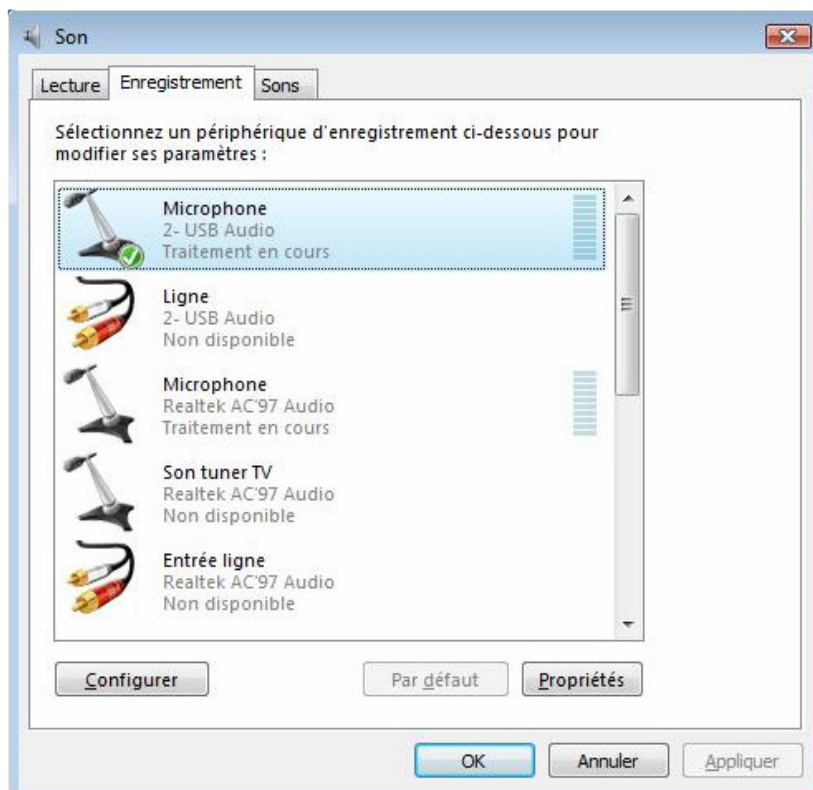 Son
Lecture Enregistrement Sons
Sélectionnez un périphérique d'enregistrement ci-dessous pour
modifier ses paramètres :
Microphone
2- USB Audio
Traitement en cours
Ligne
2- USB Audio
Non disponible
Microphone
Realtek AC'97 Audio
Traitement en cours
Son tuner TV
Realtek AC'97 Audio
Non disponible
Entrée ligne
Realtek AC'97 Audio
Non disponible
Configurer Par défaut Propriétés
OK Annuler Appliquer